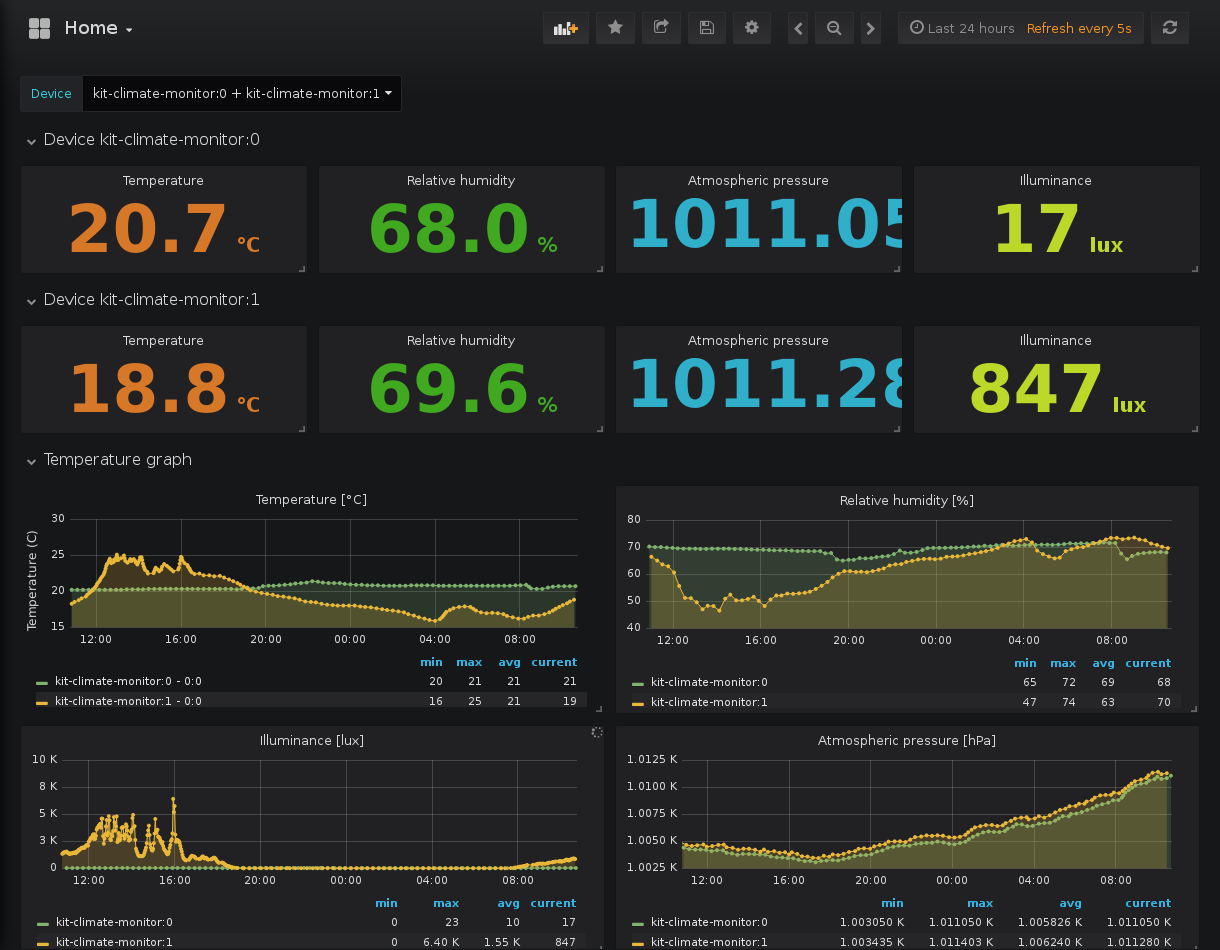 Home
Last 24 hours Refresh every 5s
Device kit-climate-monitor:0 + kit-climate-monitor:1
Device kit-climate-monitor:0
Temperature Relative humidity Atmospheric pressure Illuminance
20.7 °C 68.0 % 1011.05 17 lux
Device kit-climate-monitor:1
Temperature Relative humidity Atmospheric pressure Illuminance
18.8 °C 69.6 % 1011.28 847 lux
Temperature graph
Temperature [°C]
Temperature (C)
30
25
20
15
12:00 16:00 20:00 00:00 04:00 08:00
min max avg current
kit-climate-monitor:0 - 0:0 20 21 21 21
kit-climate-monitor:1 - 0:0 16 25 21 19
Relative humidity [%]
80
70
60
50
40
12:00 16:00 20:00 00:00 04:00 08:00
min max avg current
kit-climate-monitor:0 65 72 69 68
kit-climate-monitor:1 47 74 63 70
Illuminance [lux]
10 K
8 K
5 K
3 K
0
12:00 16:00 20:00 00:00 04:00 08:00
min max avg current
kit-climate-monitor:0 0 23 10 17
kit-climate-monitor:1 0 6.40 K 1.55 K 847
Atmospheric pressure [hPa]
1.0125 K
1.0100 K
1.0075 K
1.0050 K
1.0025 K
12:00 16:00 20:00 00:00 04:00 08:00
min max avg current
kit-climate-monitor:0 1.003050 K 1.011050 K 1.005826 K 1.011050 K
kit-climate-monitor:1 1.003435 K 1.011403 K 1.006240 K 1.011280 K